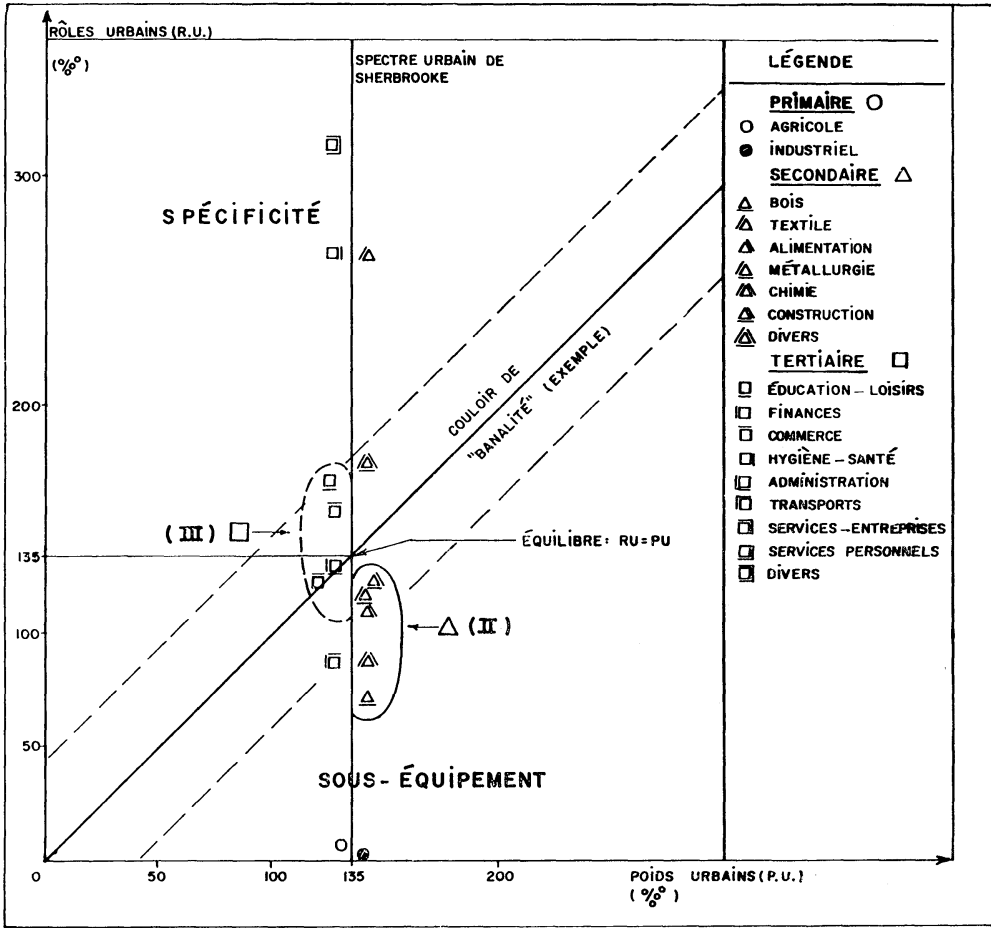 RÔLES URBAINS (R.U.)
(‰°)
SPECTRE URBAIN DE
SHERBROOKE
300
SPÉCIFICITÉ
200
COULOIR DE
"BANALITÉ" (EXEMPLE)
(III)
135
ÉQUILIBRE: RU=PU
100
(II)
50
SOUS-ÉQUIPEMENT
0
50
100
135
200
POIDS URBAINS (P.U.)
(‰°)
LÉGENDE
PRIMAIRE
AGRICOLE
INDUSTRIEL
SECONDAIRE
BOIS
TEXTILE
ALIMENTATION
MÉTALLURGIE
CHIMIE
CONSTRUCTION
DIVERS
TERTIAIRE
ÉDUCATION – LOISIRS
FINANCES
COMMERCE
HYGIÈNE – SANTÉ
ADMINISTRATION
TRANSPORTS
SERVICES – ENTREPRISES
SERVICES PERSONNELS
DIVERS